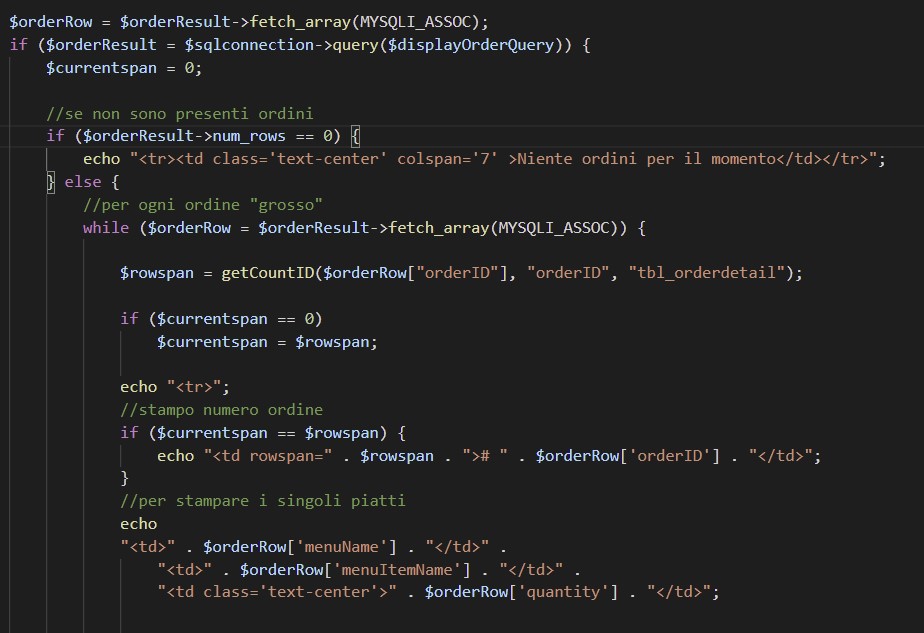 $orderRow = $orderResult->fetch_array(MYSQLI_ASSOC);
if ($orderResult = $sqlconnection->query($displayOrderQuery)) {
$currentspan = 0;
//se non sono presenti ordini
if ($orderResult->num_rows == 0) {
echo "<tr><td class='text-center' colspan='7' >Niente ordini per il momento</td></tr>";
} else {
//per ogni ordine "grosso"
while ($orderRow = $orderResult->fetch_array(MYSQLI_ASSOC)) {
$rowspan = getCountID($orderRow["orderID"], "orderID", "tbl_orderdetail");
if ($currentspan == 0)
$currentspan = $rowspan;
echo "<tr>";
//stampo numero ordine
if ($currentspan == $rowspan) {
echo "<td rowspan=" . $rowspan . "># " . $orderRow['orderID'] . "</td>";
}
//per stampare i singoli piatti
echo
"<td>" . $orderRow['menuName'] . "</td>" .
"<td>" . $orderRow['menuItemName'] . "</td>" .
"<td class='text-center'>" . $orderRow['quantity'] . "</td>";